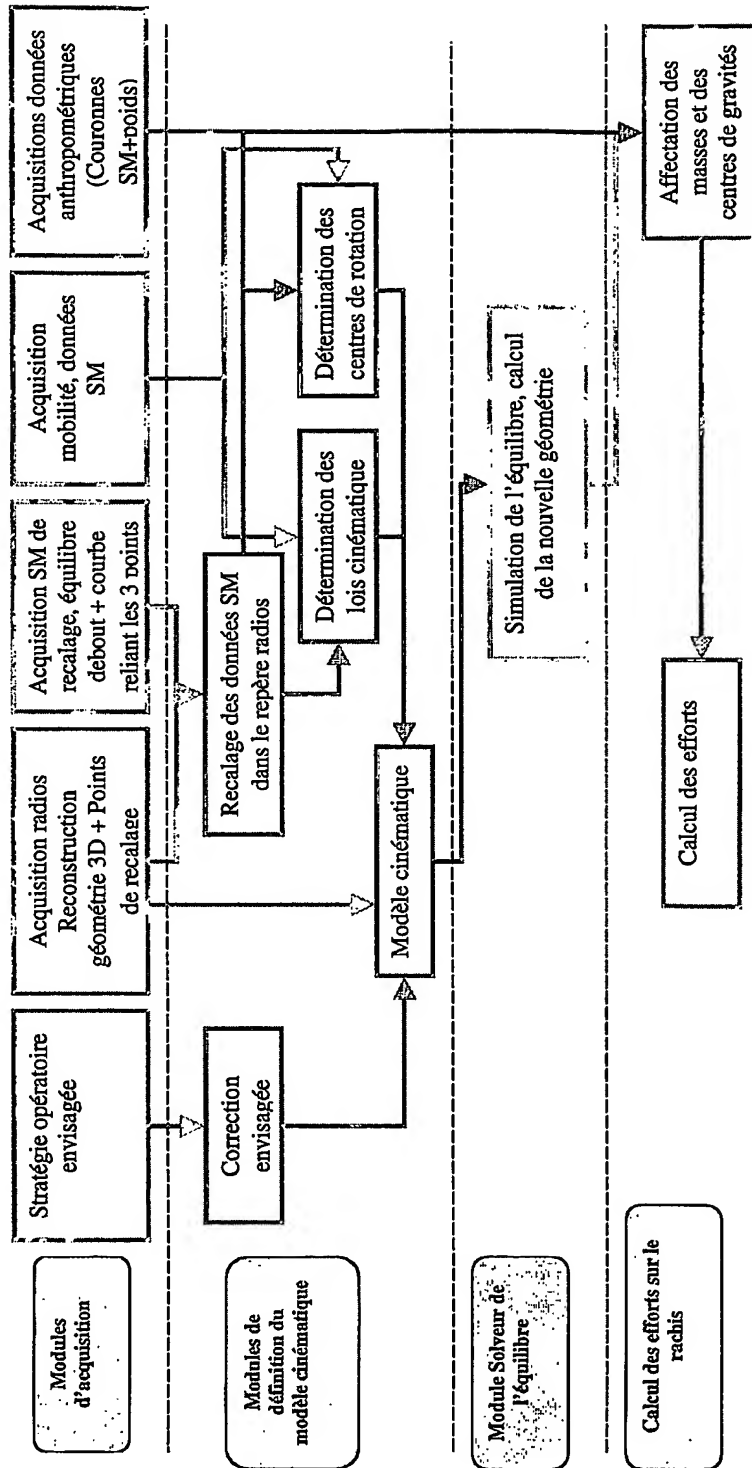 Modules
d'acquisition
Stratégie opératoire
envisagée
Acquisition radios
Reconstruction
géométrie 3D + Points
de recalage
Acquisition SM de
recalage, équilibre
debout + courbe
reliant les 3 points
Acquisition
mobilité, données
SM
Acquisitions données
anthropométriques
(Couronnes
SM+poids)
Modules de
définition du
modèle cinématique
Correction
envisagée
Recalage des données SM
dans le repère radios
Détermination des
lois cinématique
Détermination des
centres de rotation
Modèle cinématique
Module Solveur de
l'équilibre
Simulation de l'équilibre, calcul
de la nouvelle géométrie
Calcul des efforts sur le
rachis
Calcul des efforts
Affectation des
masses et des
centres de gravités